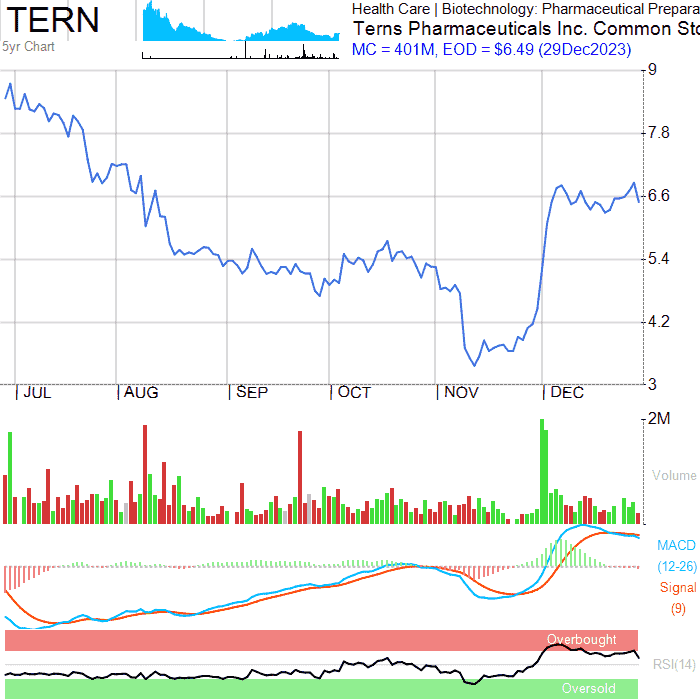 TERN
5yr Chart
Health Care | Biotechnology: Pharmaceutical Prepara
Terns Pharmaceuticals Inc. Common Sto
MC = 401M, EOD = $6.49 (29Dec2023)
9
7.8
6.6
5.4
4.2
3
JUL AUG SEP OCT NOV DEC
2M
Volume
MACD
(12-26)
Signal
(9)
Overbought
RSI(14)
Oversold